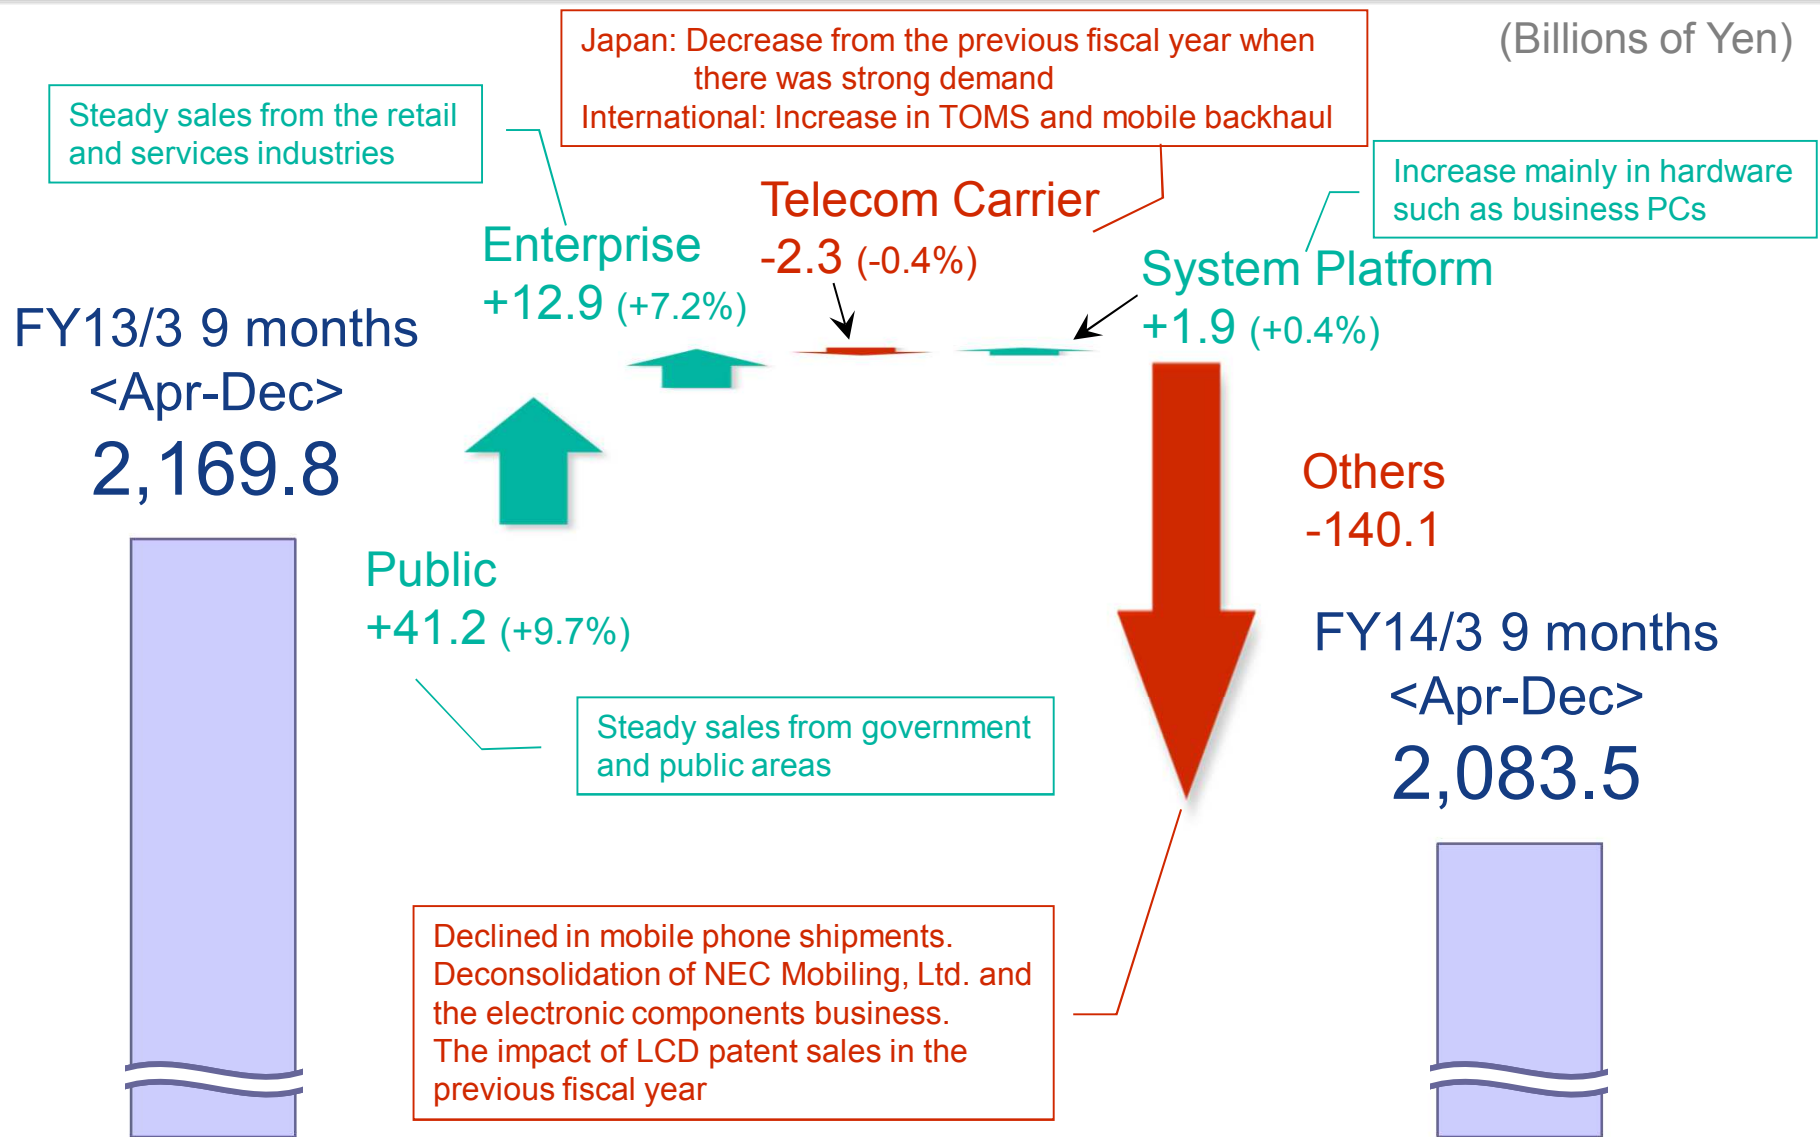 (Billions of Yen)
Japan: Decrease from the previous fiscal year when
there was strong demand
International: Increase in TOMS and mobile backhaul
Steady sales from the retail
and services industries
Increase mainly in hardware
such as business PCs
Telecom Carrier
-2.3 (-0.4%)
Enterprise
+12.9 (+7.2%)
System Platform
+1.9 (+0.4%)
FY13/3 9 months
<Apr-Dec>
2,169.8
Others
-140.1
Public
+41.2 (+9.7%)
FY14/3 9 months
<Apr-Dec>
2,083.5
Steady sales from government
and public areas
Declined in mobile phone shipments.
Deconsolidation of NEC Mobiling, Ltd. and
the electronic components business.
The impact of LCD patent sales in the
previous fiscal year